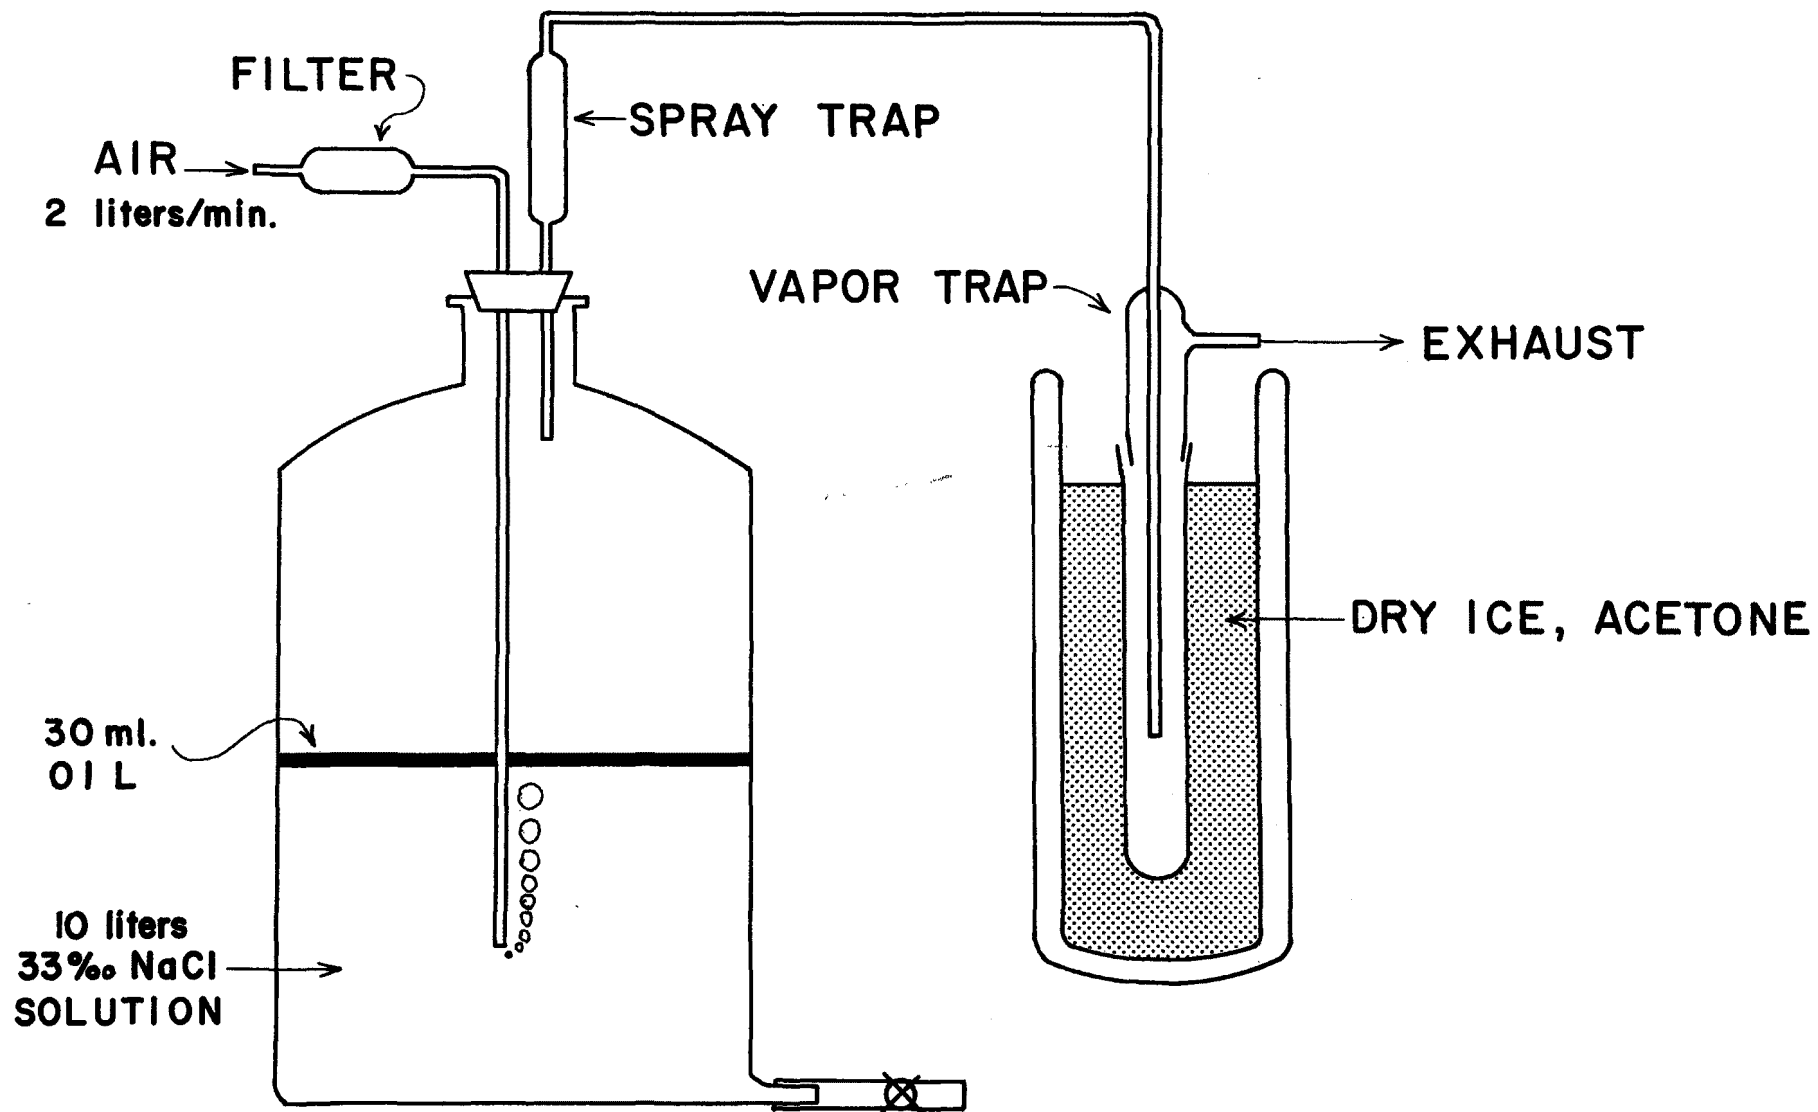 FILTER
AIR
2 liters/min.
SPRAY TRAP
VAPOR TRAP
EXHAUST
DRY ICE, ACETONE
30 ml.
OIL
10 liters
33‰ NaCl
SOLUTION